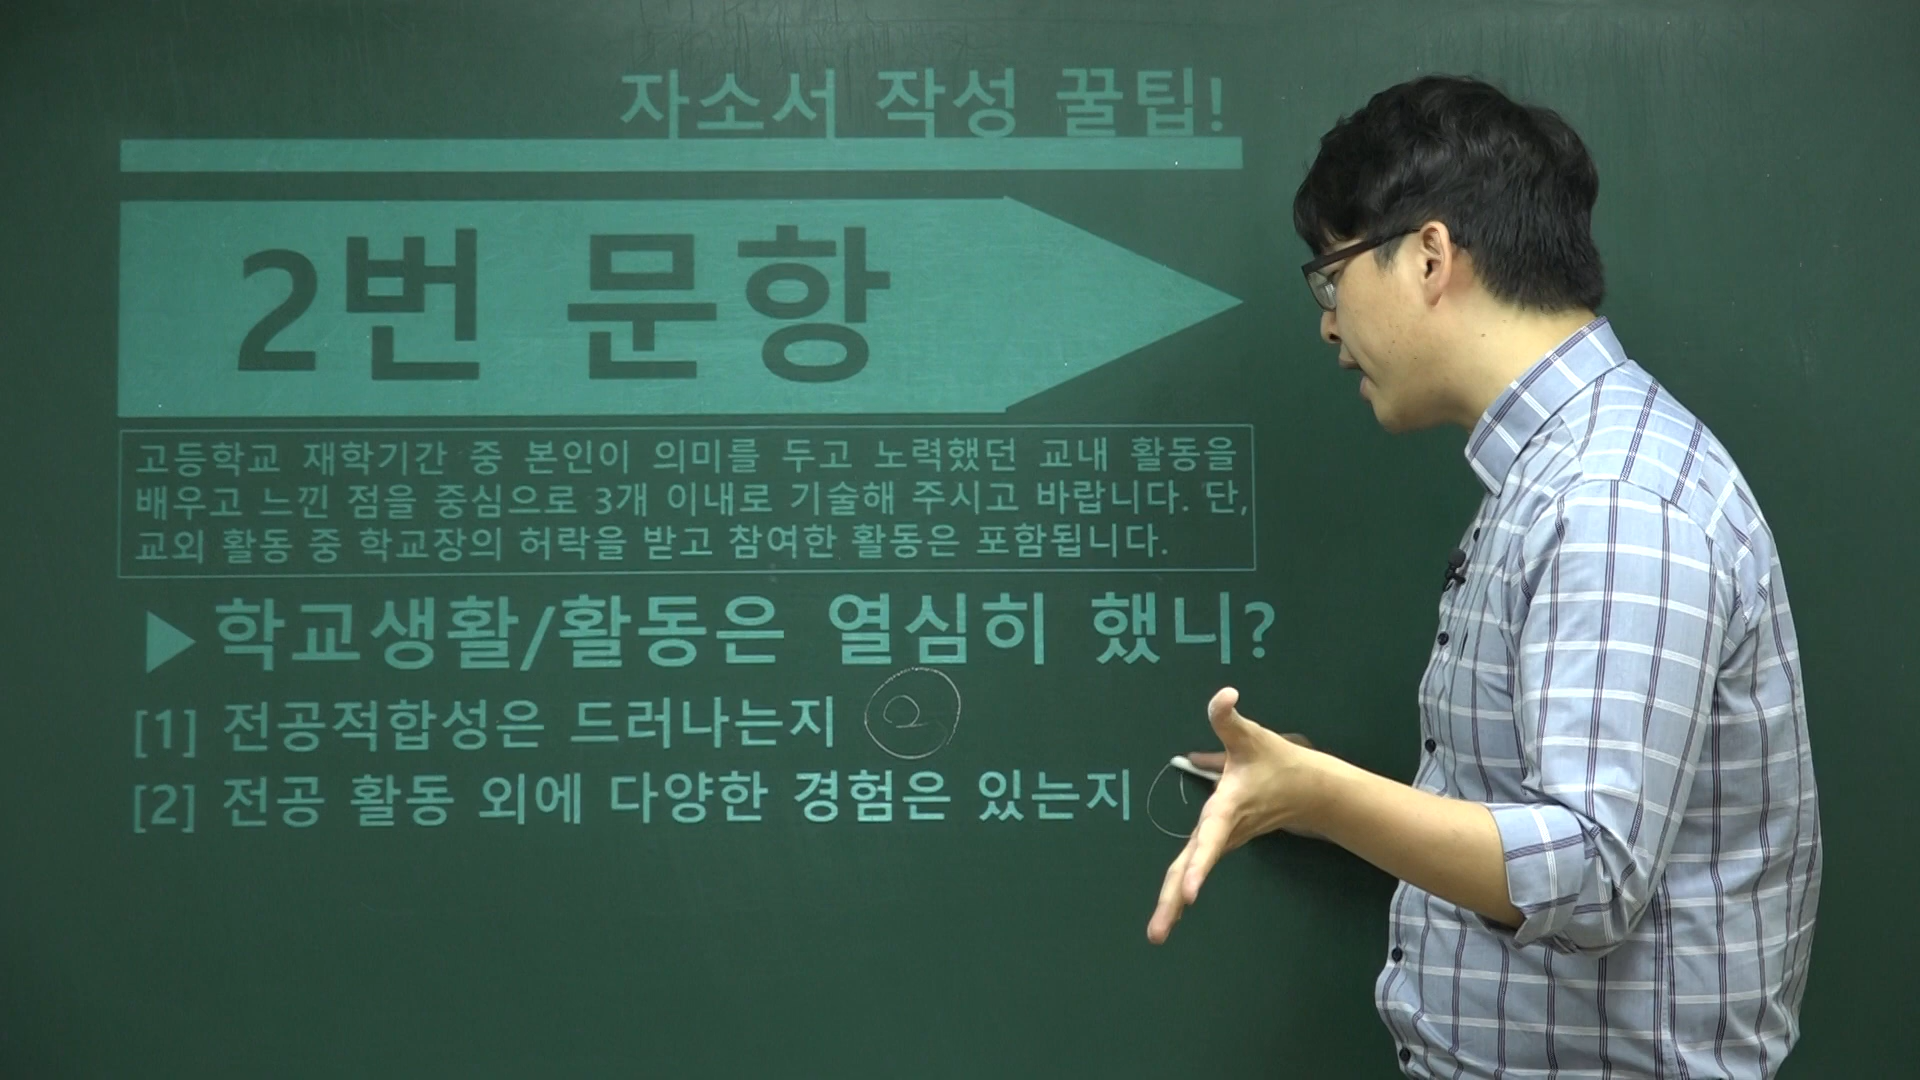 자소서 작성 꿀팁!
2번 문항
고등학교 재학기간 중 본인이 의미를 두고 노력했던 교내 활동을
배우고 느낀 점을 중심으로 3개 이내로 기술해 주시고 바랍니다. 단,
교외 활동 중 학교장의 허락을 받고 참여한 활동은 포함됩니다.
▶학교생활/활동은 열심히 했니?
[1] 전공적합성은 드러나는지 2
[2] 전공 활동 외에 다양한 경험은 있는지 1